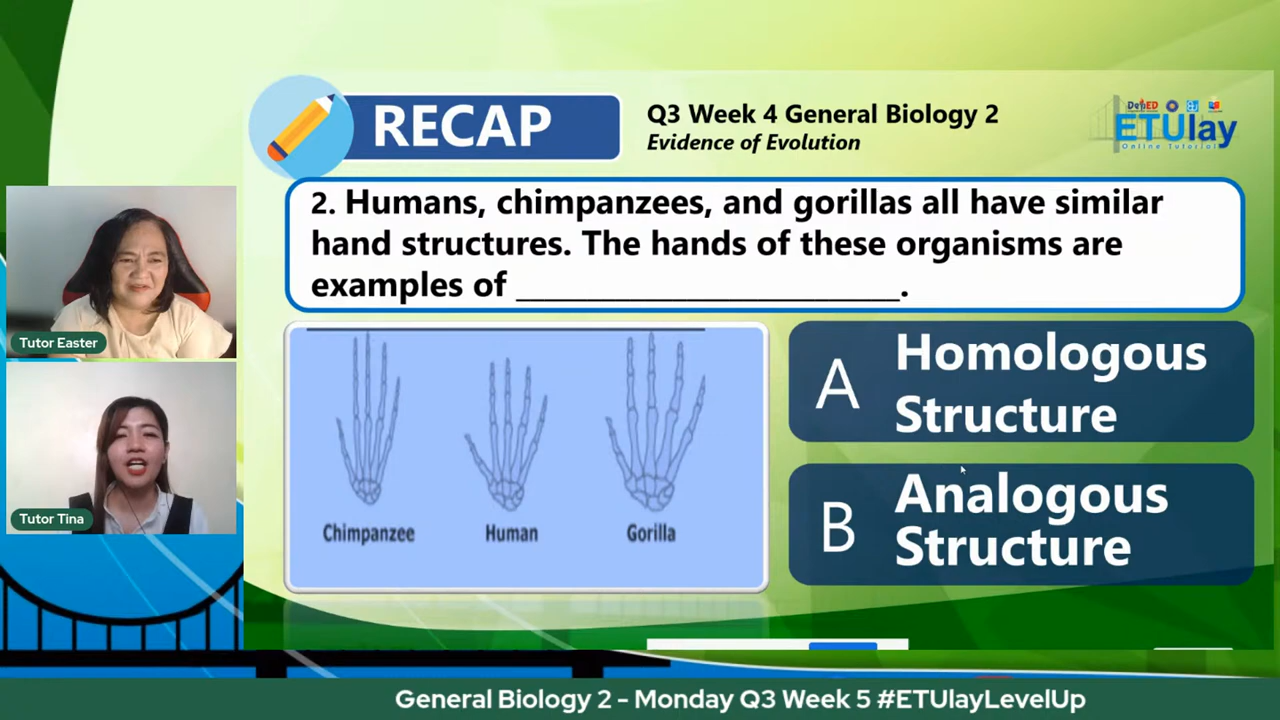 RECAP
Q3 Week 4 General Biology 2
Evidence of Evolution
DepED
ETUlay
Online Tutorial
2. Humans, chimpanzees, and gorillas all have similar
hand structures. The hands of these organisms are
examples of ______________________.
Tutor Easter
Tutor Tina
Chimpanzee
Human
Gorilla
A
Homologous
Structure
B
Analogous
Structure
General Biology 2 - Monday Q3 Week 5 #ETUlayLevelUp